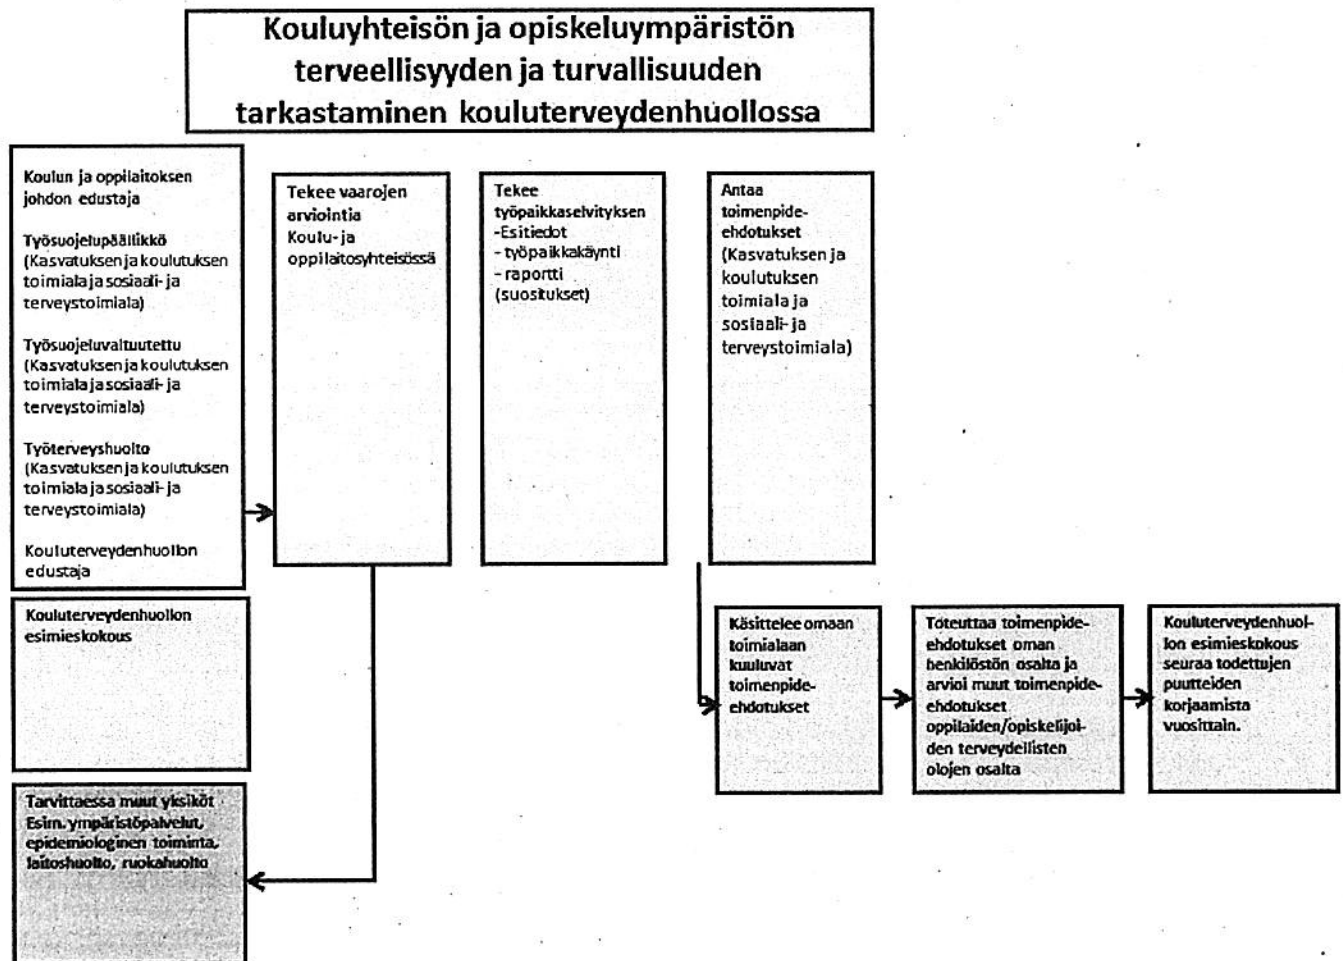 Kouluyhteisön ja opiskeluympäristön
terveellisyyden ja turvallisuuden
tarkastaminen kouluterveydenhuollossa
Koulun ja oppilaitoksen
johdon edustaja
Työsuojelupäällikkö
(Kasvatuksen ja koulutuksen
toimiala ja sosiaali- ja
terveystoimiala)
Työsuojeluvaltuutettu
(Kasvatuksen ja koulutuksen
toimiala ja sosiaali- ja
terveystoimiala)
Työterveyshuolto
(Kasvatuksen ja koulutuksen
toimiala ja sosiaali- ja
terveystoimiala)
Kouluterveydenhuollon
edustaja
Tekee vaarojen
arviointia
Koulu- ja
oppilaitosyhteisössä
Tekee
työpaikkaselvityksen
-Esitiedot
- työpaikkakäynti
- raportti
(suositukset)
Antaa
toimenpide-
ehdotukset
(Kasvatuksen ja
koulutuksen
toimiala ja
sosiaali- ja
terveystoimiala)
Kouluterveydenhuollon
esimieskokous
Käsittelee omaan
toimialaan
kuuluvat
toimenpide-
ehdotukset
Toteuttaa toimenpide-
ehdotukset oman
henkilöstön osalta ja
arvioi muut toimenpide-
ehdotukset
oppilaiden/opiskelijoi-
den terveydellisten
olojen osalta
Kouluterveydenhuol-
lon esimieskokous
seuraa todettujen
puutteiden
korjaamista
vuosittain.
Tarvittaessa muut yksiköt
Esim. ympäristöpalvelut,
epidemiologinen toiminta,
laitoshuolto, ruokahuolto